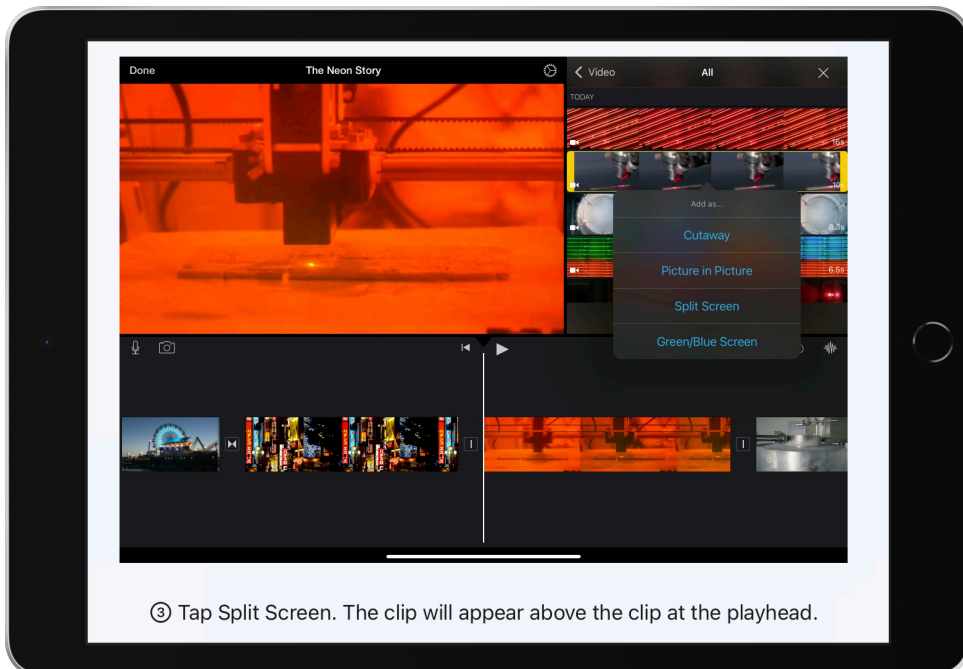 Done The Neon Story
Video All
TODAY
16s
10s
Add as...
Cutaway
8.3s
Picture in Picture
6.5s
Split Screen
Green/Blue Screen
③ Tap Split Screen. The clip will appear above the clip at the playhead.